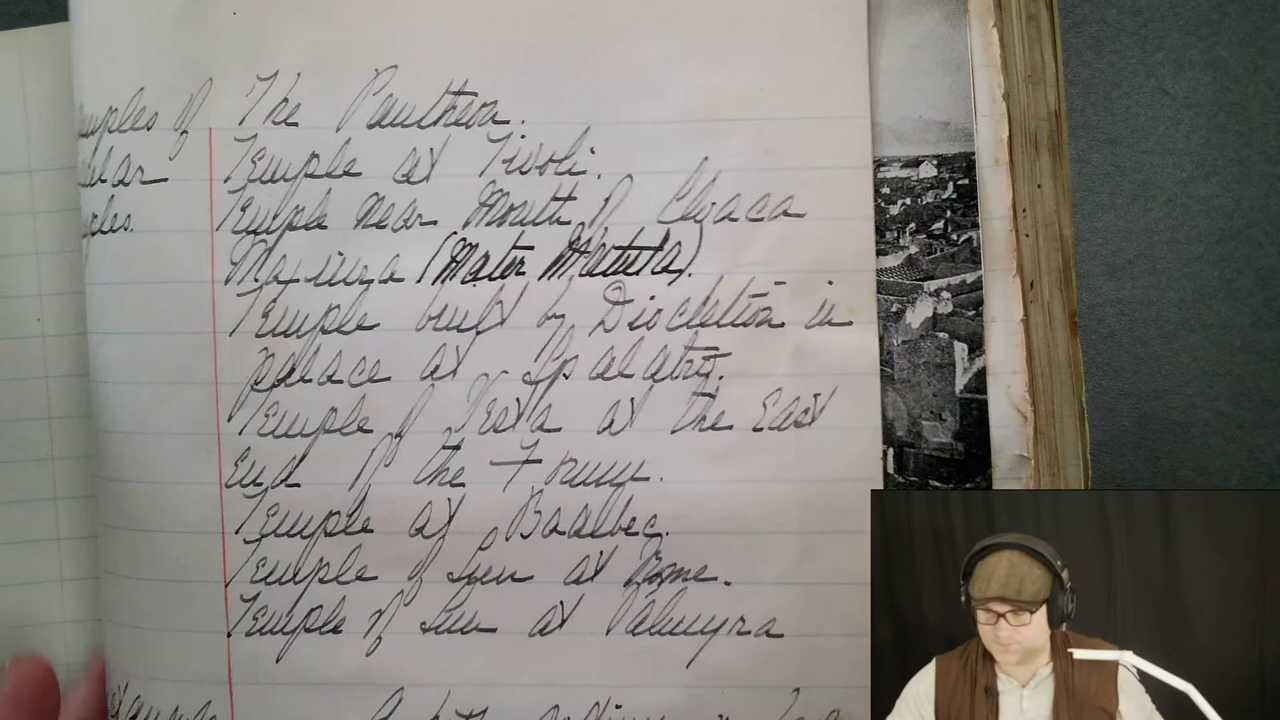 The Pantheon.
Temple at Tivoli.
Temple near Mouth of Cloaca
Maxima (Mater Matuta).
Temple built by Diocletion in
palace at Spalatro.
Temple of Vesta at the East
End of the Forum.
Temple at Baalbec.
Temple of Sun at Rome.
Temple of Sun at Palmyra